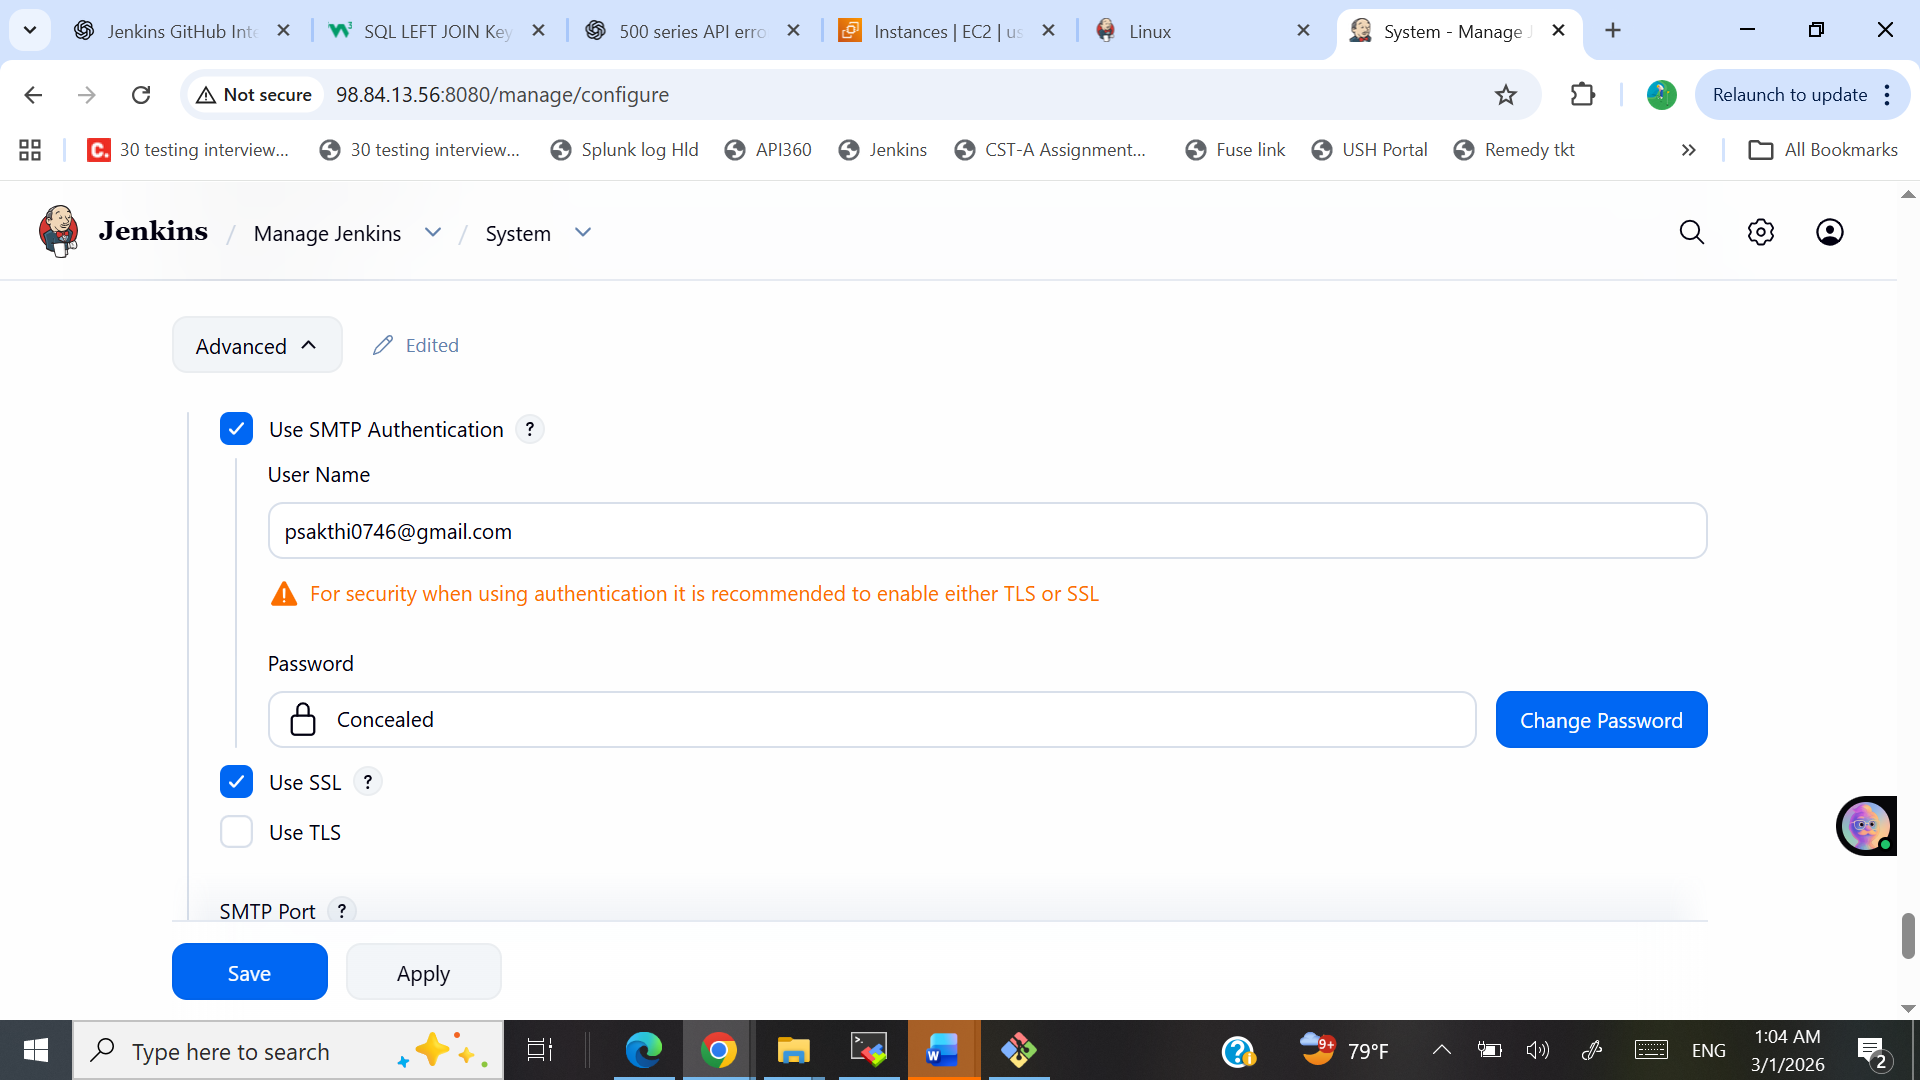 Jenkins GitHub Inte
SQL LEFT JOIN Key
500 series API erro
Instances | EC2 | us
Linux
System - Manage J
Not secure
98.84.13.56:8080/manage/configure
Relaunch to update
30 testing interview...
30 testing interview...
Splunk log Hld
API360
Jenkins
CST-A Assignment...
Fuse link
USH Portal
Remedy tkt
»
All Bookmarks
Jenkins / Manage Jenkins / System
Advanced
Edited
Use SMTP Authentication ?
User Name
psakthi0746@gmail.com
For security when using authentication it is recommended to enable either TLS or SSL
Password
Concealed
Change Password
Use SSL ?
Use TLS
SMTP Port ?
Save
Apply
Type here to search
9+
79°F
ENG
1:04 AM
3/1/2026
2